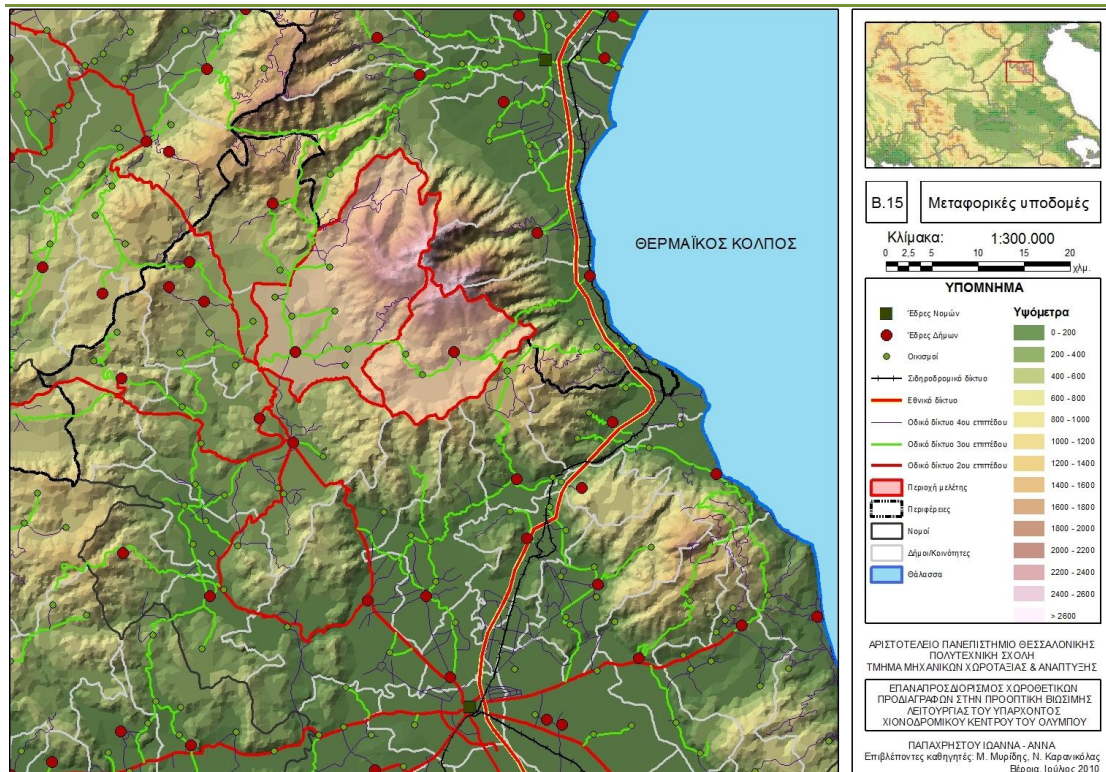 ΘΕΡΜΑΪΚΟΣ ΚΟΛΠΟΣ
Β.15
Μεταφορικές υποδομές
Κλίμακα: 1:300.000
0 2,5 5 10 15 20
χλμ.
ΥΠΟΜΝΗΜΑ
Έδρες Νομών
Έδρες Δήμων
Οικισμοί
Σιδηροδρομικό δίκτυο
Εθνικό δίκτυο
Οδικό δίκτυο 4ου επιπέδου
Οδικό δίκτυο 3ου επιπέδου
Οδικό δίκτυο 2ου επιπέδου
Περιοχή μελέτης
Περιφέρειες
Νομοί
Δήμοι/Κοινότητες
Θάλασσα
Υψόμετρα
0 - 200
200 - 400
400 - 600
600 - 800
800 - 1000
1000 - 1200
1200 - 1400
1400 - 1600
1600 - 1800
1800 - 2000
2000 - 2200
2200 - 2400
2400 - 2600
> 2600
ΑΡΙΣΤΟΤΕΛΕΙΟ ΠΑΝΕΠΙΣΤΗΜΙΟ ΘΕΣΣΑΛΟΝΙΚΗΣ
ΠΟΛΥΤΕΧΝΙΚΗ ΣΧΟΛΗ
ΤΜΗΜΑ ΜΗΧΑΝΙΚΩΝ ΧΩΡΟΤΑΞΙΑΣ & ΑΝΑΠΤΥΞΗΣ
ΕΠΑΝΑΠΡΟΣΔΙΟΡΙΣΜΟΣ ΧΩΡΟΘΕΤΙΚΩΝ
ΠΡΟΔΙΑΓΡΑΦΩΝ ΣΤΗΝ ΠΡΟΟΠΤΙΚΗ ΒΙΩΣΙΜΗΣ
ΛΕΙΤΟΥΡΓΙΑΣ ΤΟΥ ΥΠΑΡΧΟΝΤΟΣ
ΧΙΟΝΟΔΡΟΜΙΚΟΥ ΚΕΝΤΡΟΥ ΤΟΥ ΟΛΥΜΠΟΥ
ΠΑΠΑΧΡΗΣΤΟΥ ΙΩΑΝΝΑ - ΑΝΝΑ
Επιβλέποντες καθηγητές: Μ. Μυρίδης, Ν. Καρανικόλας
Βέροια, Ιούλιος 2010